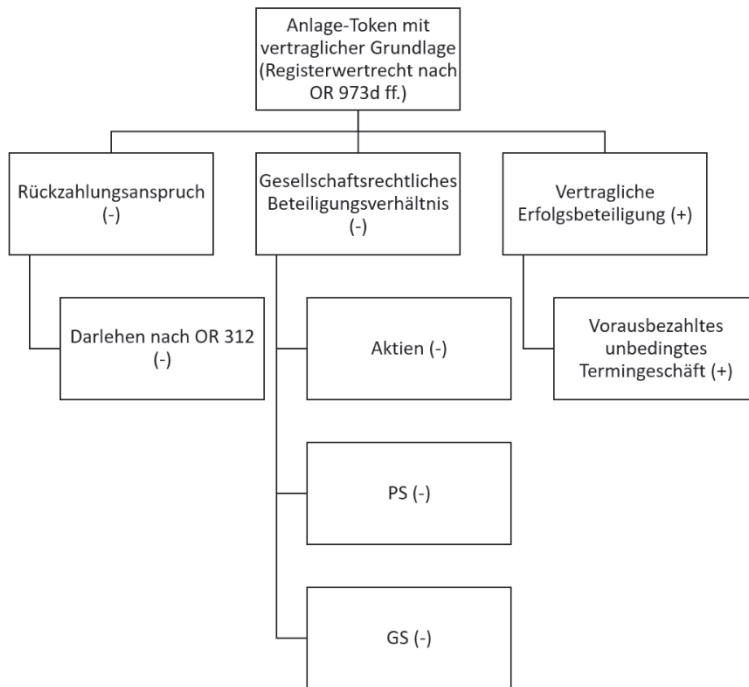 Anlage-Token mit
vertraglicher Grundlage
(Registerwertrecht nach
OR 973d ff.)
Rückzahlungsanspruch
(-)
Gesellschaftsrechtliches
Beteiligungsverhältnis
(-)
Vertragliche
Erfolgsbeteiligung (+)
Darlehen nach OR 312
(-)
Aktien (-)
Vorausbezahltes
unbedingtes
Termingeschäft (+)
PS (-)
GS (-)